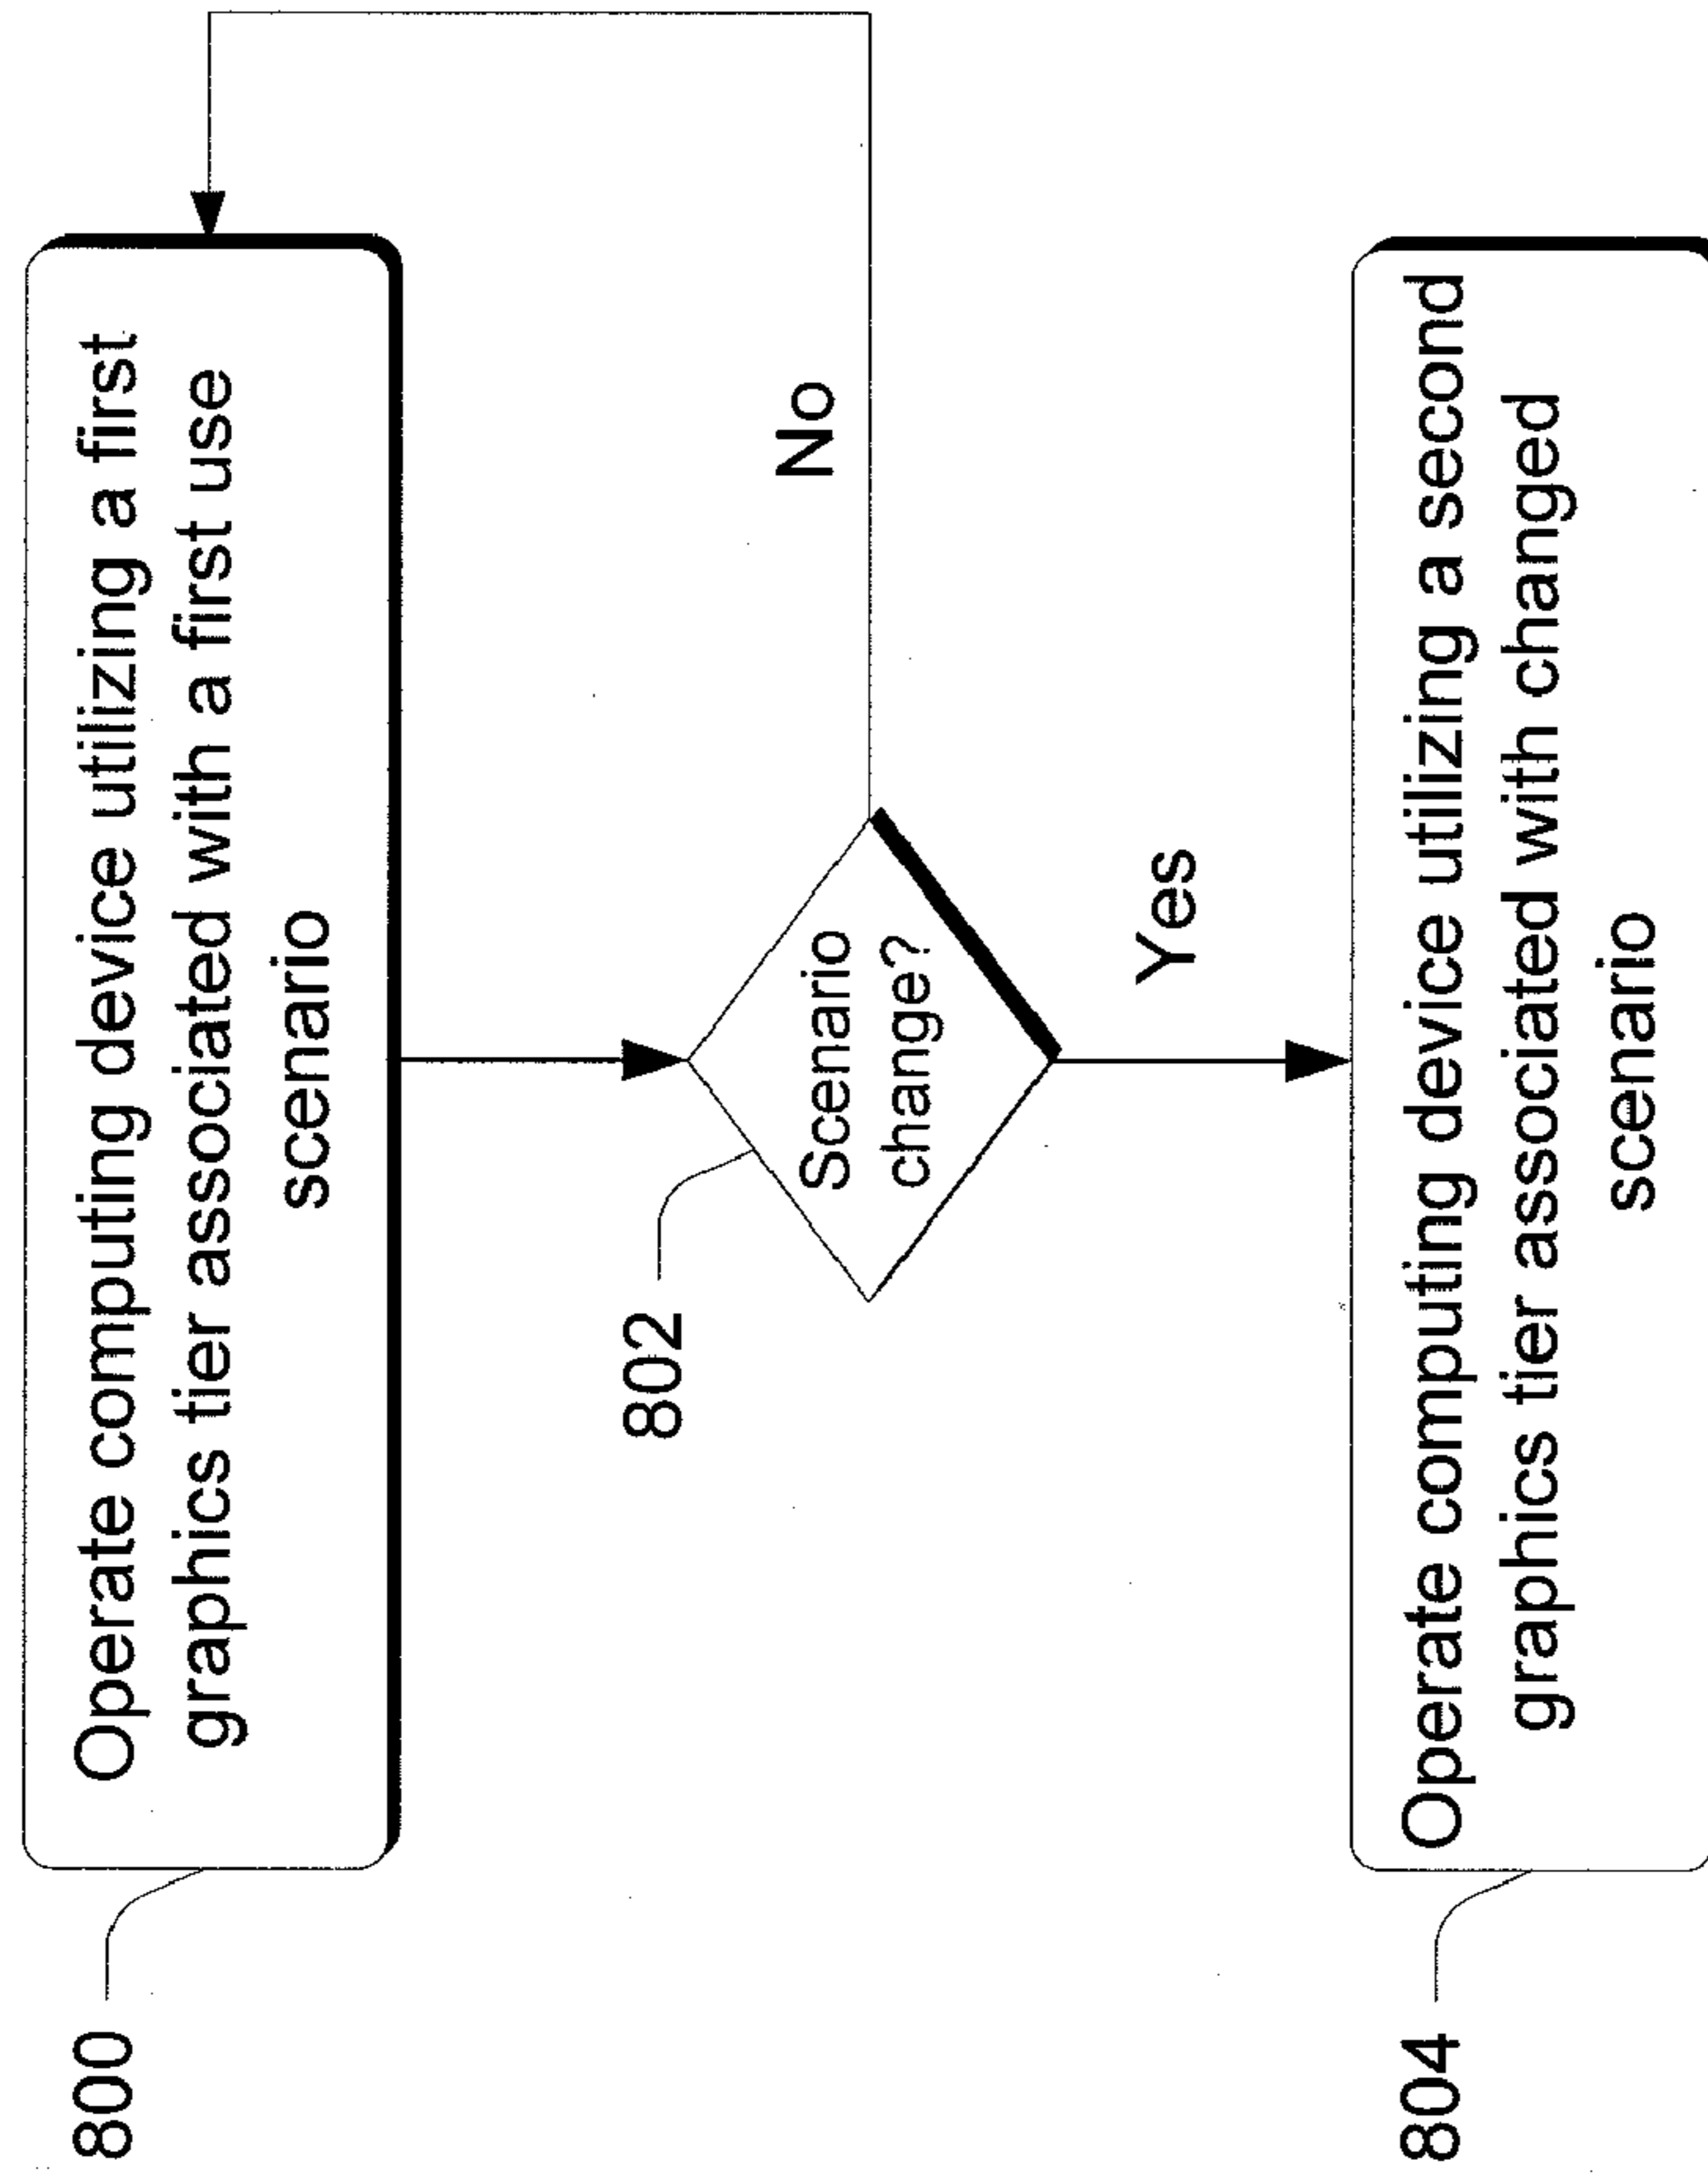 800
Operate computing device utilizing a first
graphics tier associated with a first use
scenario
802
Scenario
change?
No
Yes
804
Operate computing device utilizing a second
graphics tier associated with changed
scenario